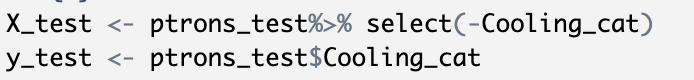 X_test <- ptrons_test%>% select(-Cooling_cat)
y_test <- ptrons_test$Cooling_cat